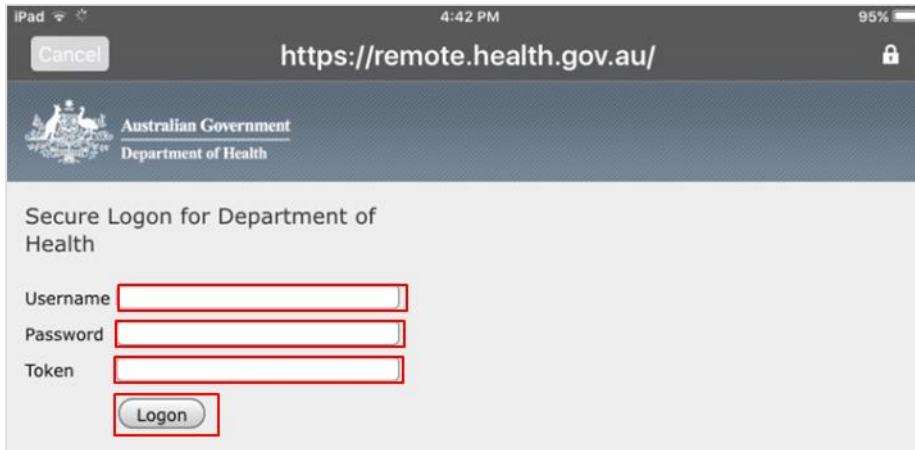 iPad 4:42 PM 95%
Cancel https://remote.health.gov.au/
Australian Government
Department of Health
Secure Logon for Department of
Health
Username
Password
Token
Logon